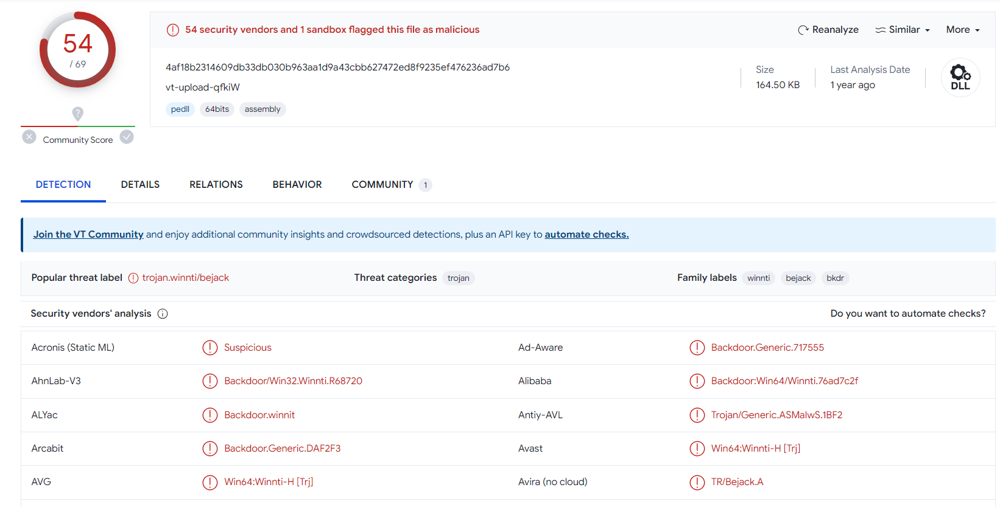 54
/ 69
Community Score
54 security vendors and 1 sandbox flagged this file as malicious
Reanalyze
Similar
More
4af18b2314609db33db030b963aa1d9a43cbb627472ed8f9235ef476236ad7b6
vt-upload-qfkiW
pedll 64bits assembly
Size
164.50 KB
Last Analysis Date
1 year ago
DLL
DETECTION DETAILS RELATIONS BEHAVIOR COMMUNITY 1
Join the VT Community and enjoy additional community insights and crowdsourced detections, plus an API key to automate checks.
Popular threat label trojan.winnti/bejack Threat categories trojan Family labels winnti bejack bkdr
Security vendors' analysis Do you want to automate checks?
Acronis (Static ML) Suspicious Ad-Aware Backdoor.Generic.717555
AhnLab-V3 Backdoor/Win32.Winnti.R68720 Alibaba Backdoor:Win64/Winnti.76ad7c2f
ALYac Backdoor.winnit Antiy-AVL Trojan/Generic.ASMalwS.1BF2
Arcabit Backdoor.Generic.DAF2F3 Avast Win64:Winnti-H [Trj]
AVG Win64:Winnti-H [Trj] Avira (no cloud) TR/Bejack.A